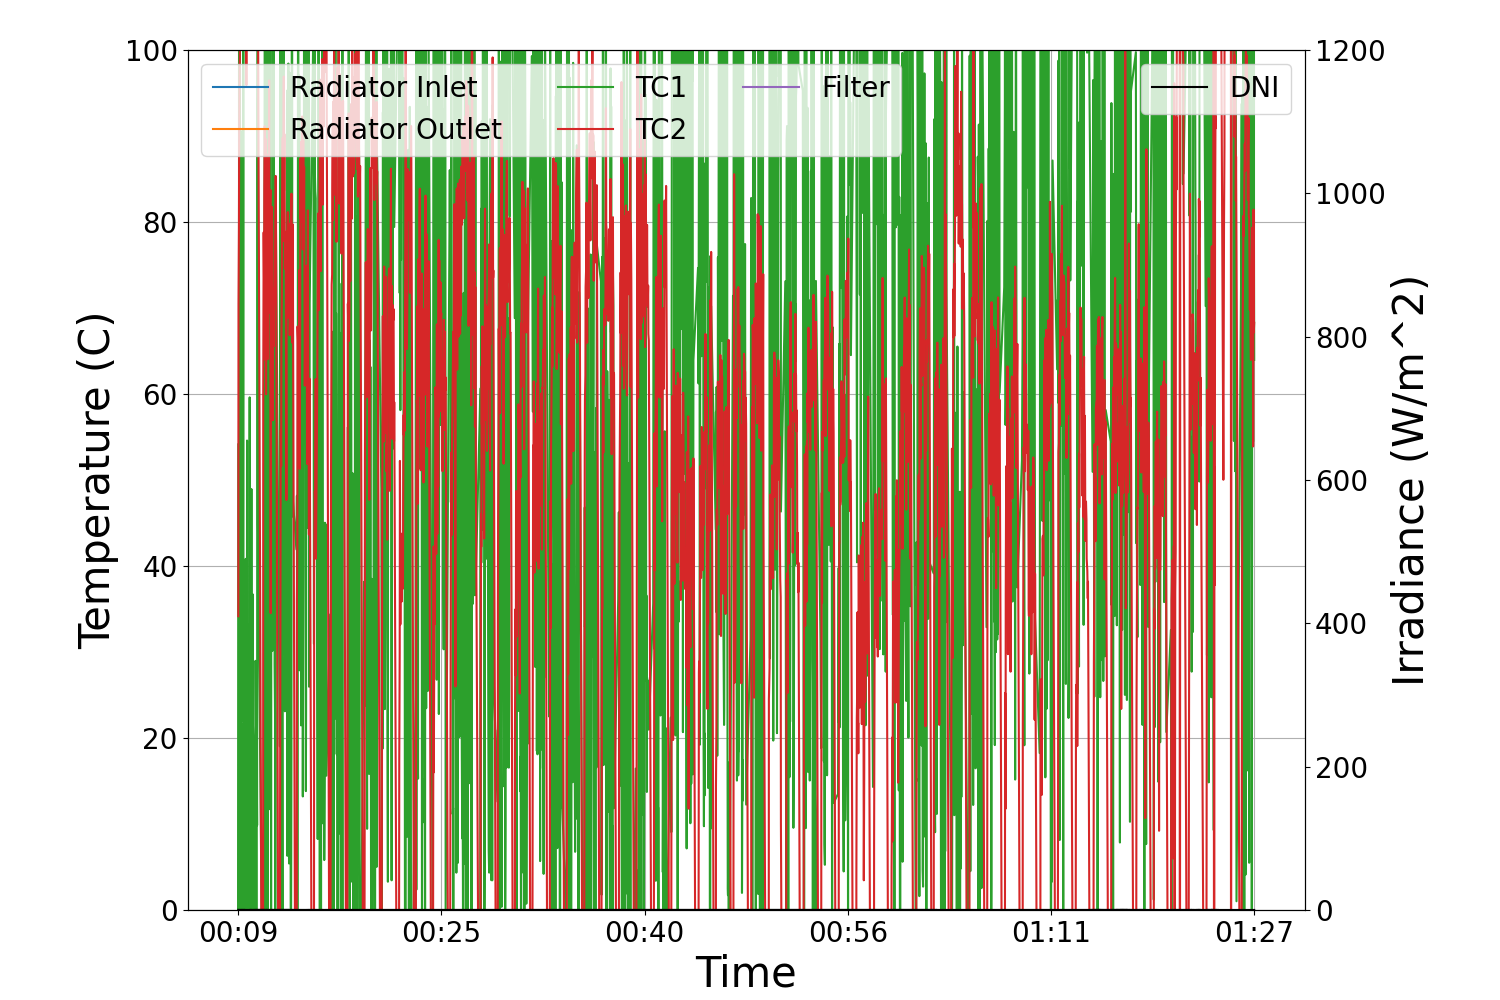 100
80
60
40
20
0
Temperature (C)
Radiator Inlet
Radiator Outlet
TC1
TC2
Filter
DNI
1200
1000
800
600
400
200
0
Irradiance (W/m^2)
00:09
00:25
00:40
00:56
01:11
01:27
Time